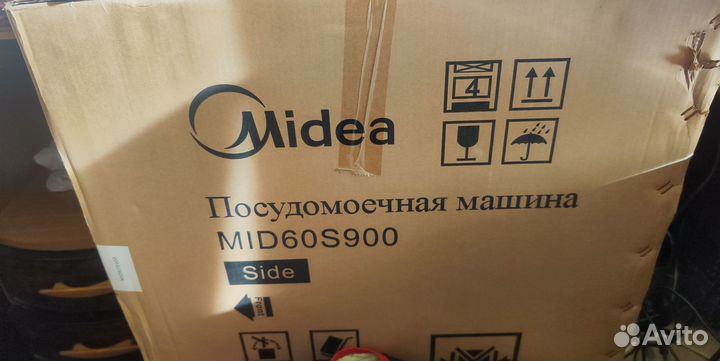 Midea
4
Посудомоечная машина
MID60S900
Side
Front
Avito